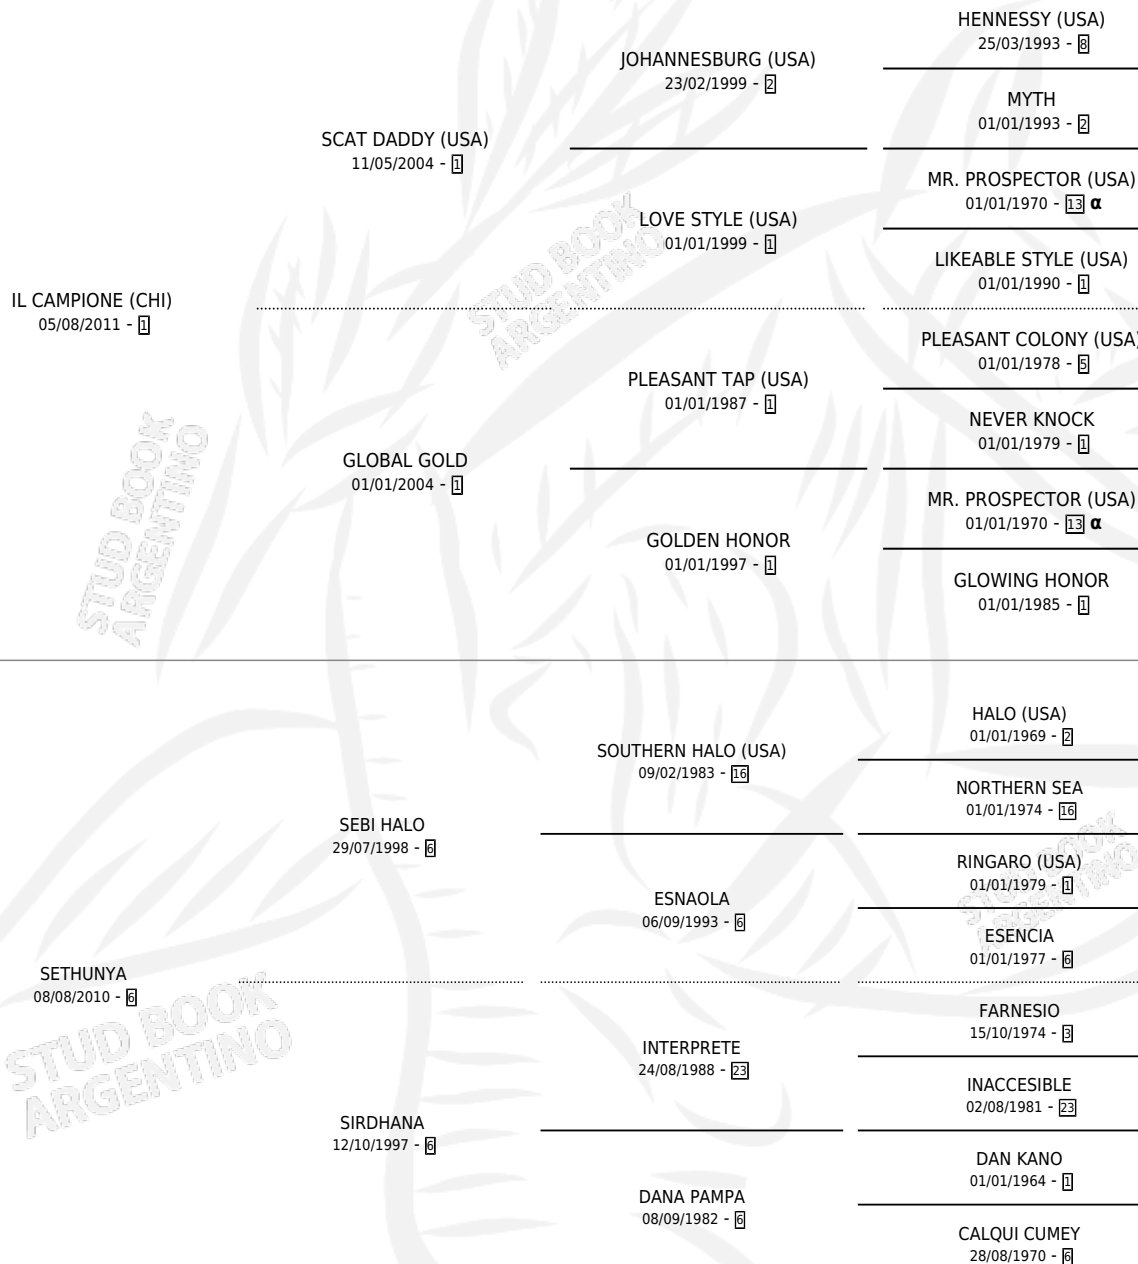 HENNESSY (USA)
25/03/1993 - 8
JOHANNESBURG (USA)
23/02/1999 - 2
MYTH
01/01/1993 - 2
SCAT DADDY (USA)
11/05/2004 - 1
MR. PROSPECTOR (USA)
01/01/1970 - 13 α
LOVE STYLE (USA)
01/01/1999 - 1
LIKEABLE STYLE (USA)
01/01/1990 - 1
IL CAMPIONE (CHI)
05/08/2011 - 1
PLEASANT COLONY (USA)
01/01/1978 - 5
PLEASANT TAP (USA)
01/01/1987 - 1
NEVER KNOCK
01/01/1979 - 1
GLOBAL GOLD
01/01/2004 - 1
MR. PROSPECTOR (USA)
01/01/1970 - 13 α
GOLDEN HONOR
01/01/1997 - 1
GLOWING HONOR
01/01/1985 - 1
HALO (USA)
01/01/1969 - 2
SOUTHERN HALO (USA)
09/02/1983 - 16
NORTHERN SEA
01/01/1974 - 16
SEBI HALO
29/07/1998 - 6
RINGARO (USA)
01/01/1979 - 1
ESNAOLA
06/09/1993 - 6
ESENCIA
01/01/1977 - 6
SETHUNYA
08/08/2010 - 6
FARNESIO
15/10/1974 - 3
INTERPRETE
24/08/1988 - 23
INACCESIBLE
02/08/1981 - 23
SIRDHANA
12/10/1997 - 6
DAN KANO
01/01/1964 - 1
DANA PAMPA
08/09/1982 - 6
CALQUI CUMEY
28/08/1970 - 6
STUD BOOK
ARGENTINO
STUD BOOK
ARGENTINO
STUD BOOK
ARGENTINO
STUD BOOK
ARGENTINO